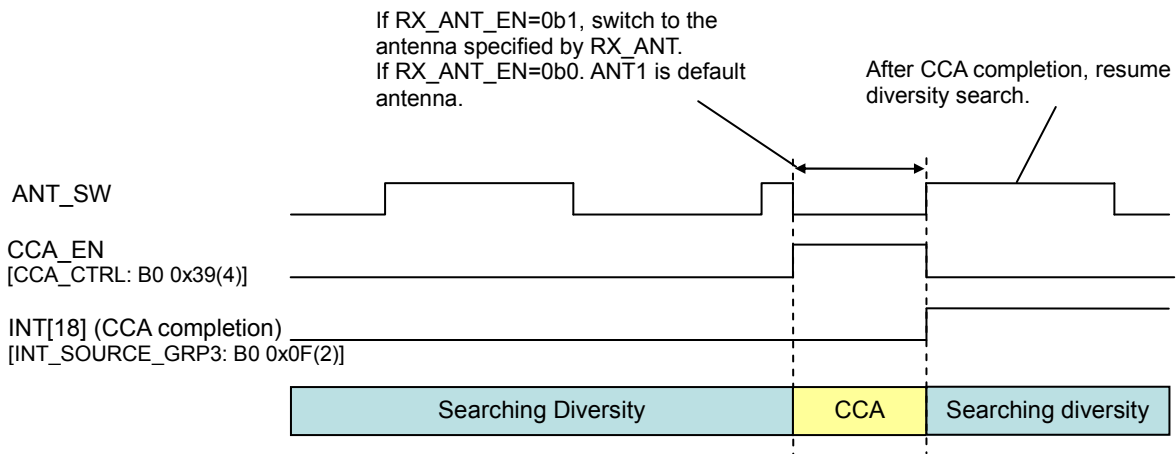 If RX_ANT_EN=0b1, switch to the
antenna specified by RX_ANT.
If RX_ANT_EN=0b0. ANT1 is default
antenna.
After CCA completion, resume
diversity search.
ANT_SW
CCA_EN
[CCA_CTRL: B0 0x39(4)]
INT[18] (CCA completion)
[INT_SOURCE_GRP3: B0 0x0F(2)]
Searching Diversity
CCA
Searching diversity